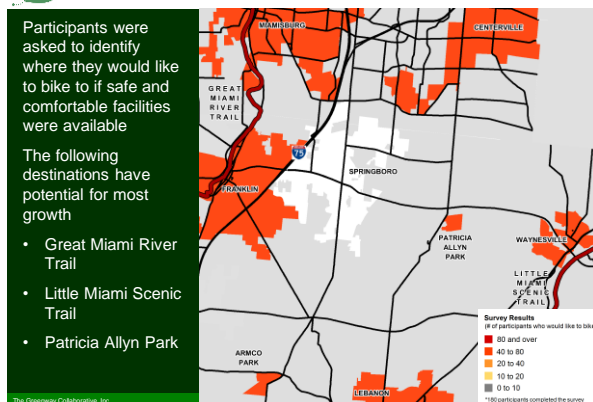 Participants were
asked to identify
where they would like
to bike to if safe and
comfortable facilities
were available
The following
destinations have
potential for most
growth
• Great Miami River
Trail
• Little Miami Scenic
Trail
• Patricia Allyn Park
The Greenway Collaborative, Inc
MIAMISBURG
CENTERVILLE
GREAT
MIAMI
RIVER
TRAIL
75
SPRINGBORO
FRANKLIN
PATRICIA
ALLYN
PARK
WAYNESVILLE
LITTLE
MIAMI
SCENIC
TRAIL
ARMCO
PARK
LEBANON
Survey Results
(# of participants who would like to bike
80 and over
40 to 80
20 to 40
10 to 20
0 to 10
*160 participants completed the survey